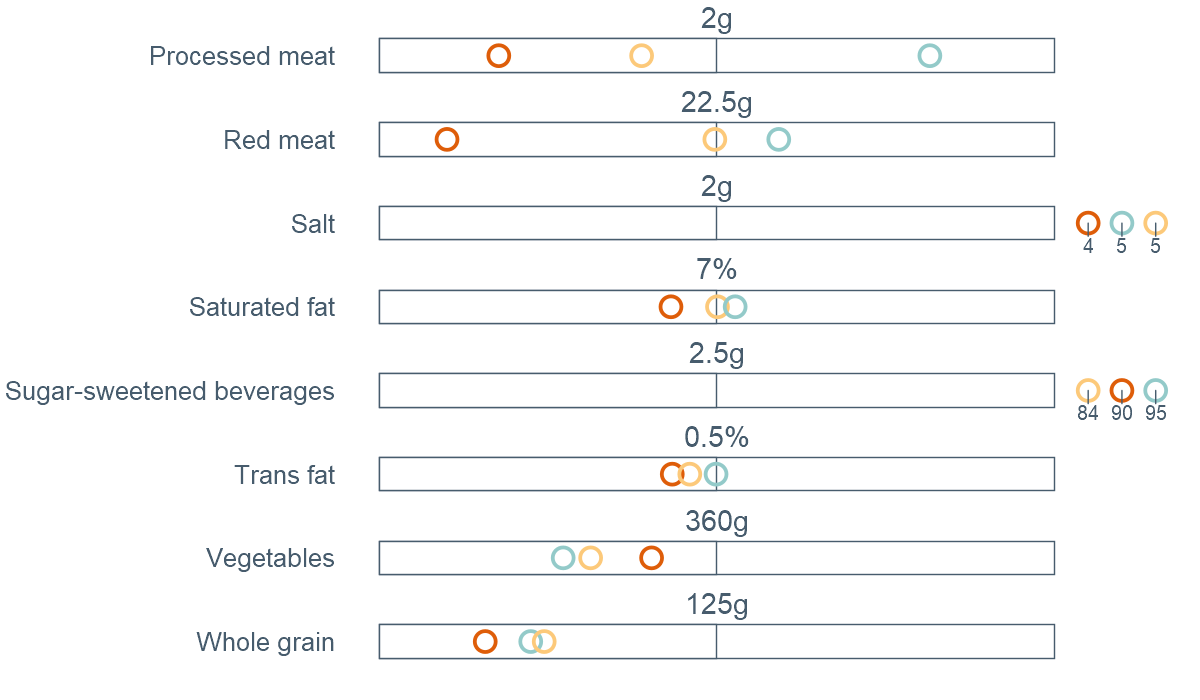 2g
Processed meat
22.5g
Red meat
2g
Salt
4 5 5
7%
Saturated fat
2.5g
Sugar-sweetened beverages
84 90 95
0.5%
Trans fat
360g
Vegetables
125g
Whole grain